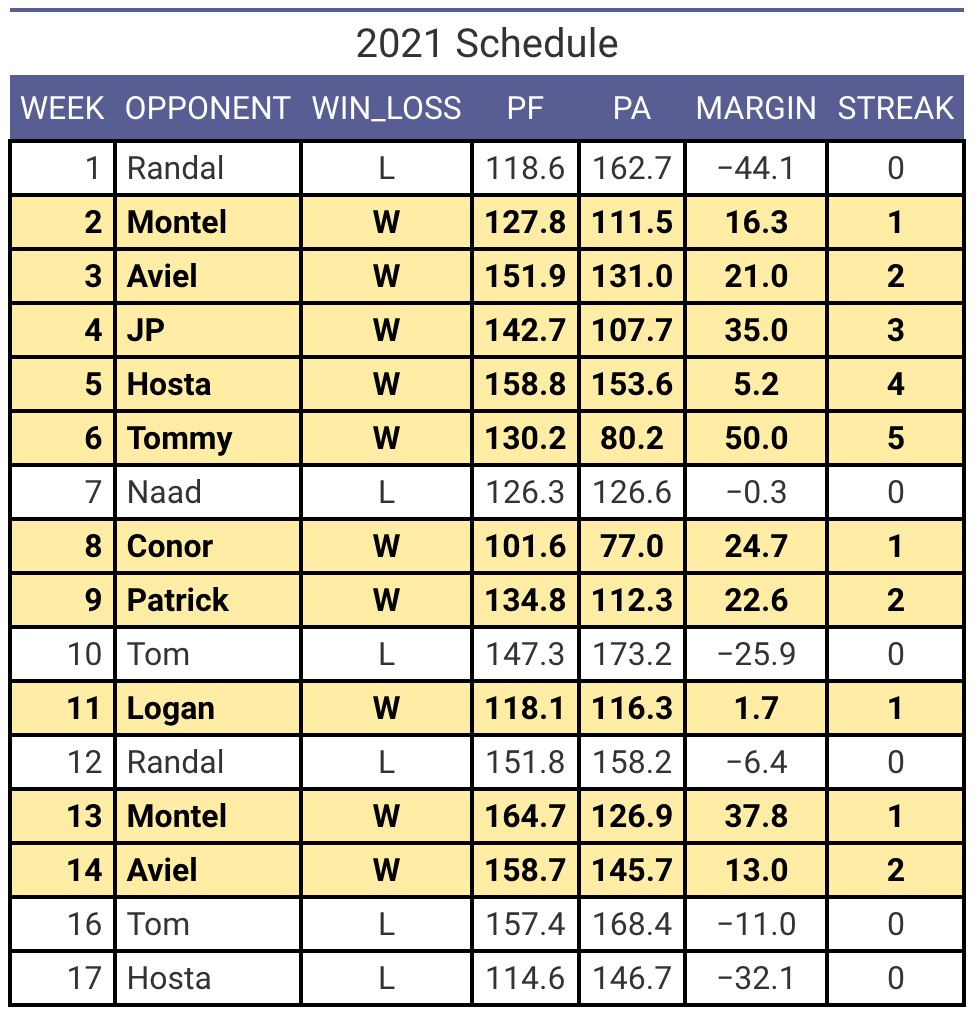 2021 Schedule
WEEK OPPONENT WIN_LOSS PF PA MARGIN STREAK
1 Randal L 118.6 162.7 −44.1 0
2 Montel W 127.8 111.5 16.3 1
3 Aviel W 151.9 131.0 21.0 2
4 JP W 142.7 107.7 35.0 3
5 Hosta W 158.8 153.6 5.2 4
6 Tommy W 130.2 80.2 50.0 5
7 Naad L 126.3 126.6 −0.3 0
8 Conor W 101.6 77.0 24.7 1
9 Patrick W 134.8 112.3 22.6 2
10 Tom L 147.3 173.2 −25.9 0
11 Logan W 118.1 116.3 1.7 1
12 Randal L 151.8 158.2 −6.4 0
13 Montel W 164.7 126.9 37.8 1
14 Aviel W 158.7 145.7 13.0 2
16 Tom L 157.4 168.4 −11.0 0
17 Hosta L 114.6 146.7 −32.1 0